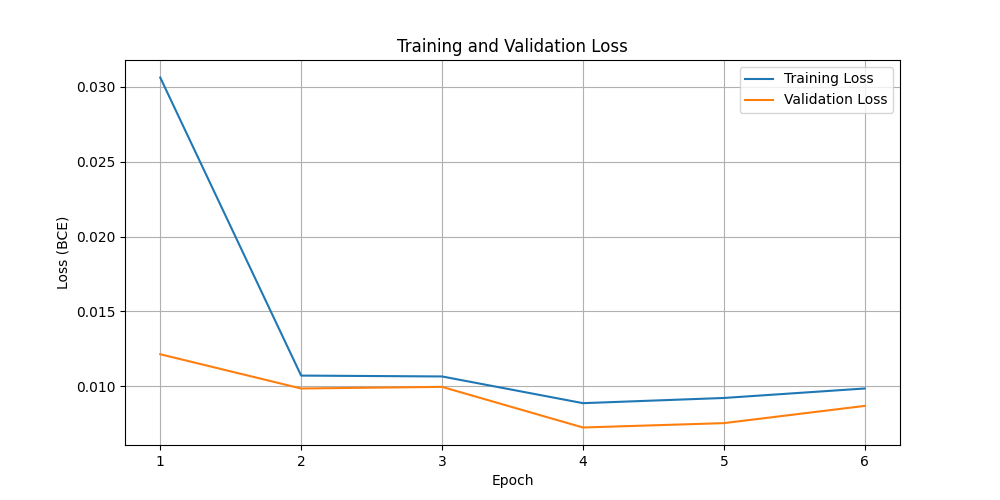 Training and Validation Loss
Training Loss
Validation Loss
Loss (BCE)
0.030
0.025
0.020
0.015
0.010
1 2 3 4 5 6
Epoch